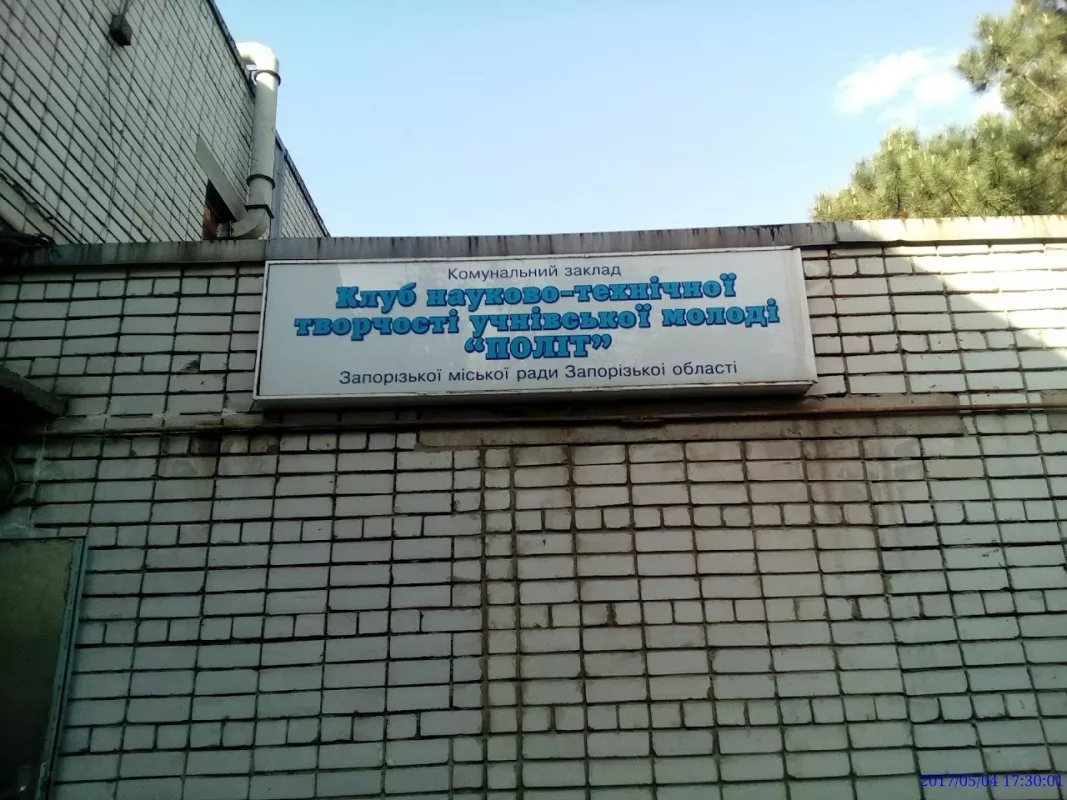 Комунальний заклад
Клуб науково-технічної
творчості учнівської молоді
“ПОЛІТ”
Запорізької міської ради Запорізькоі області
2017/05/04 17:30:01